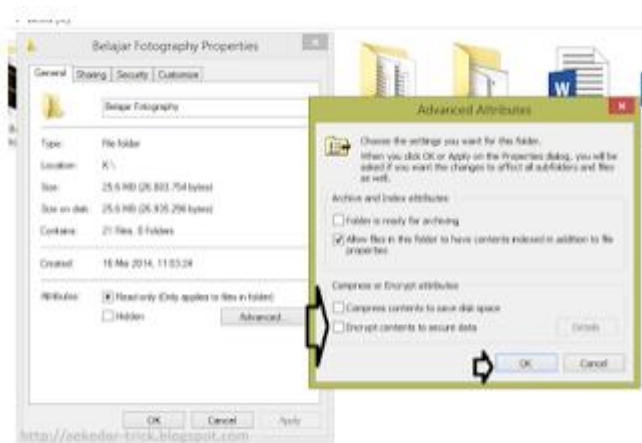 Belajar Fotography Properties
General Sharing Security Customize
Belajar Fotography
Type: File folder
Location: K:\
Size: 25.6 MB (26.883.754 bytes)
Size on disk: 25.6 MB (26.935.296 bytes)
Contains: 21 Files, 0 Folders
Created: 16 Mei 2014, 11:03:24
Attributes: Read-only (Only applies to files in folder)
Hidden Advanced...
OK Cancel Apply
Advanced Attributes
Choose the settings you want for this folder.
When you click OK or Apply on the Properties dialog, you will be
asked if you want the changes to affect all subfolders and files
as well.
Archive and Index attributes
Folder is ready for archiving
Allow files in this folder to have contents indexed in addition to file
properties
Compress or Encrypt attributes
Compress contents to save disk space
Encrypt contents to secure data Details
OK Cancel
W
http://sekedar-trick.blogspot.com